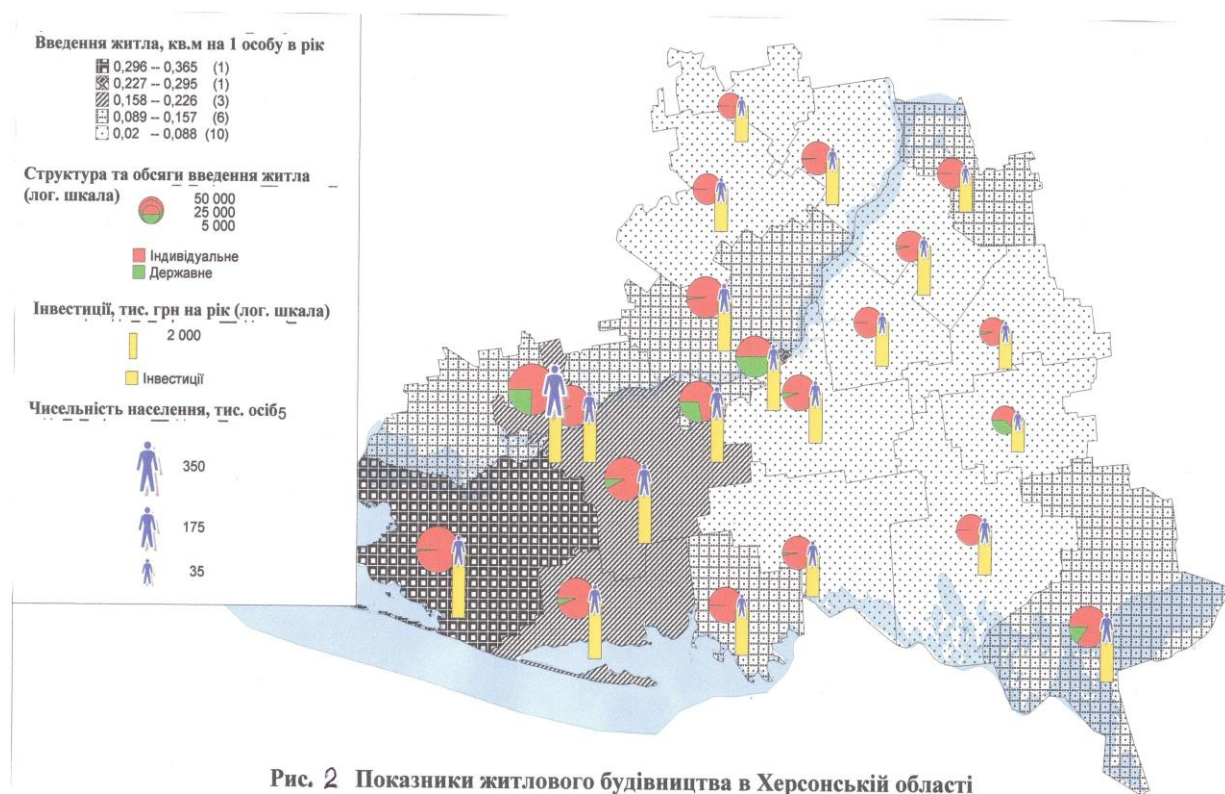 Введення житла, кв.м на 1 особу в рік
0,296 -- 0,365 (1)
0,227 -- 0,295 (1)
0,158 -- 0,226 (3)
0,089 -- 0,157 (6)
0,02 -- 0,088 (10)
Структура та обсяги введення житла
(лог. шкала)
50 000
25 000
5 000
Індивідуальне
Державне
Інвестиції, тис. грн на рік (лог. шкала)
2 000
Інвестиції
Чисельність населення, тис. осіб5
350
175
35
Рис. 2 Показники житлового будівництва в Херсонській області